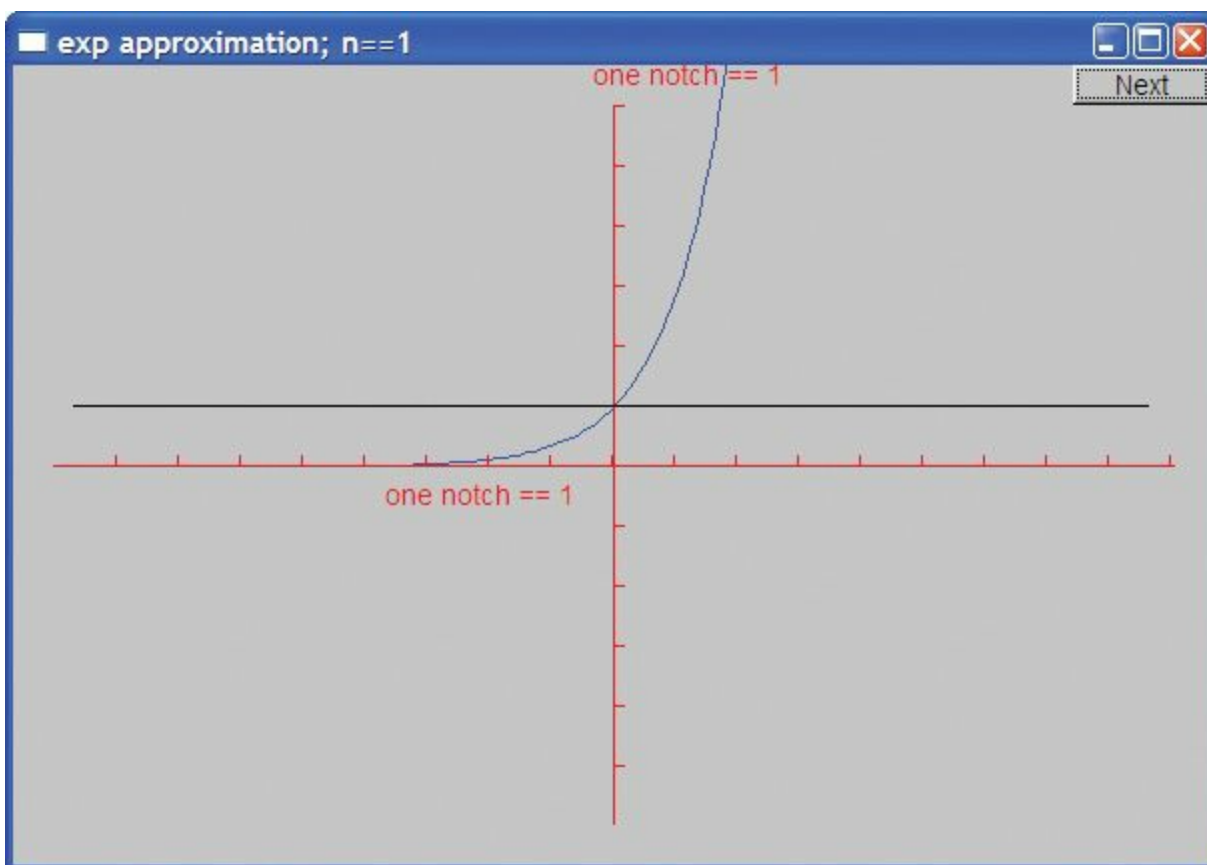 exp approximation; n==1
one notch == 1
Next
one notch == 1